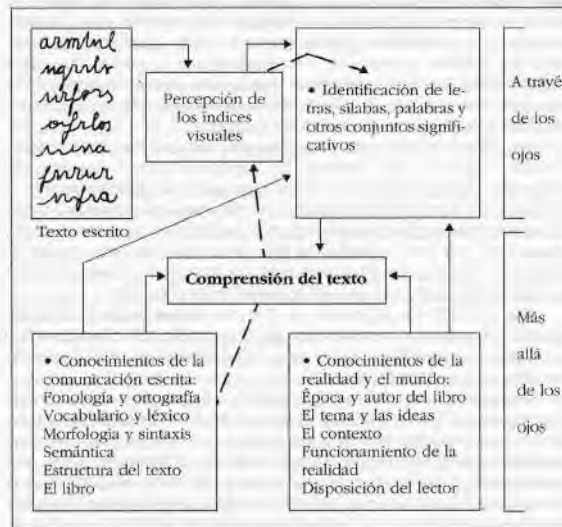 Texto escrito
Percepción de
los índices
visuales
• Identificación de le-
tras, sílabas, palabras y
otros conjuntos signifi-
cativos
A través
de los
ojos
Comprensión del texto
• Conocimientos de la
comunicación escrita:
Fonología y ortografía
Vocabulario y léxico
Morfología y sintaxis
Semántica
Estructura del texto
El libro
• Conocimientos de la
realidad y el mundo:
Época y autor del libro
El tema y las ideas
El contexto
Funcionamiento de la
realidad
Disposición del lector
Más
allá
de los
ojos